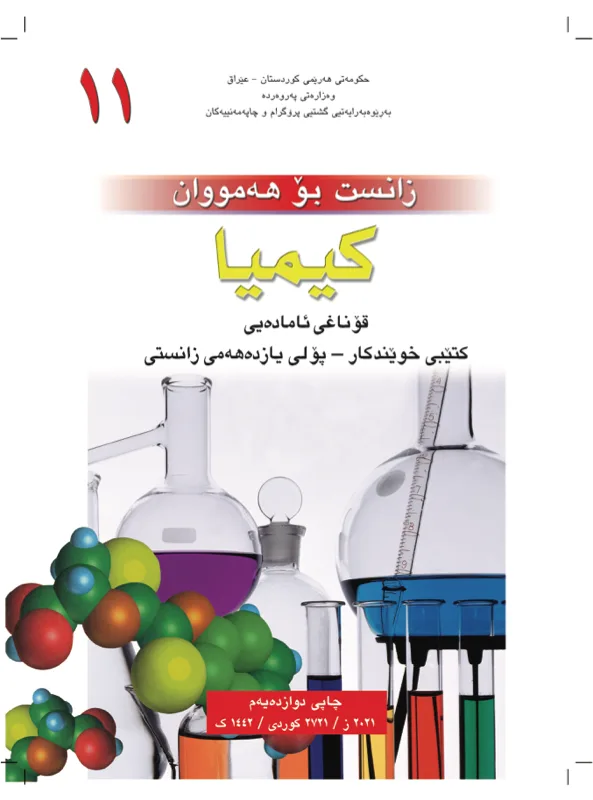 ١١
حکومەتی هەرێمی کوردستان - عێراق
وەزارەتی پەروەردە
بەڕێوەبەرایەتیی گشتیی پرۆگرام و چاپەمەنییەکان
زانست بۆ هەمووان
کیمیا
قۆناغی ئامادەیی
کتێبی خوێندکار – پۆلی یازدەهەمی زانستی
چاپی دوازدەیەم
٢٠٢١ ز / ٢٧٢١ کوردی / ١٤٤٢ ک